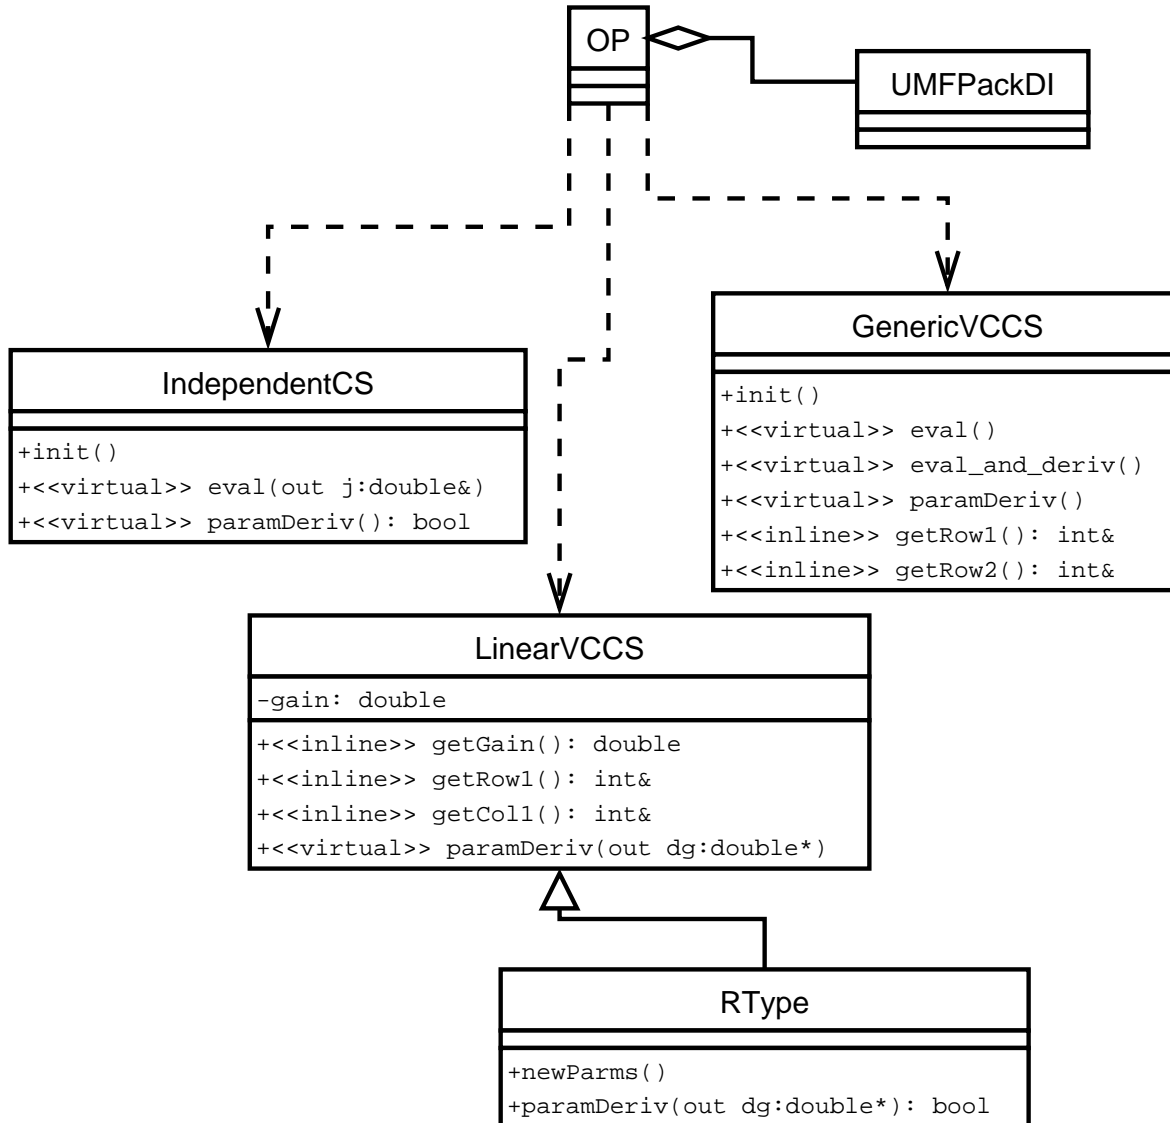 OP
UMFPackDI
GenericVCCS
+init()
+<<virtual>> eval()
+<<virtual>> eval_and_deriv()
+<<virtual>> paramDeriv()
+<<inline>> getRow1(): int&
+<<inline>> getRow2(): int&
IndependentCS
+init()
+<<virtual>> eval(out j:double&)
+<<virtual>> paramDeriv(): bool
LinearVCCS
-gain: double
+<<inline>> getGain(): double
+<<inline>> getRow1(): int&
+<<inline>> getCol1(): int&
+<<virtual>> paramDeriv(out dg:double*)
RType
+newParms()
+paramDeriv(out dg:double*): bool